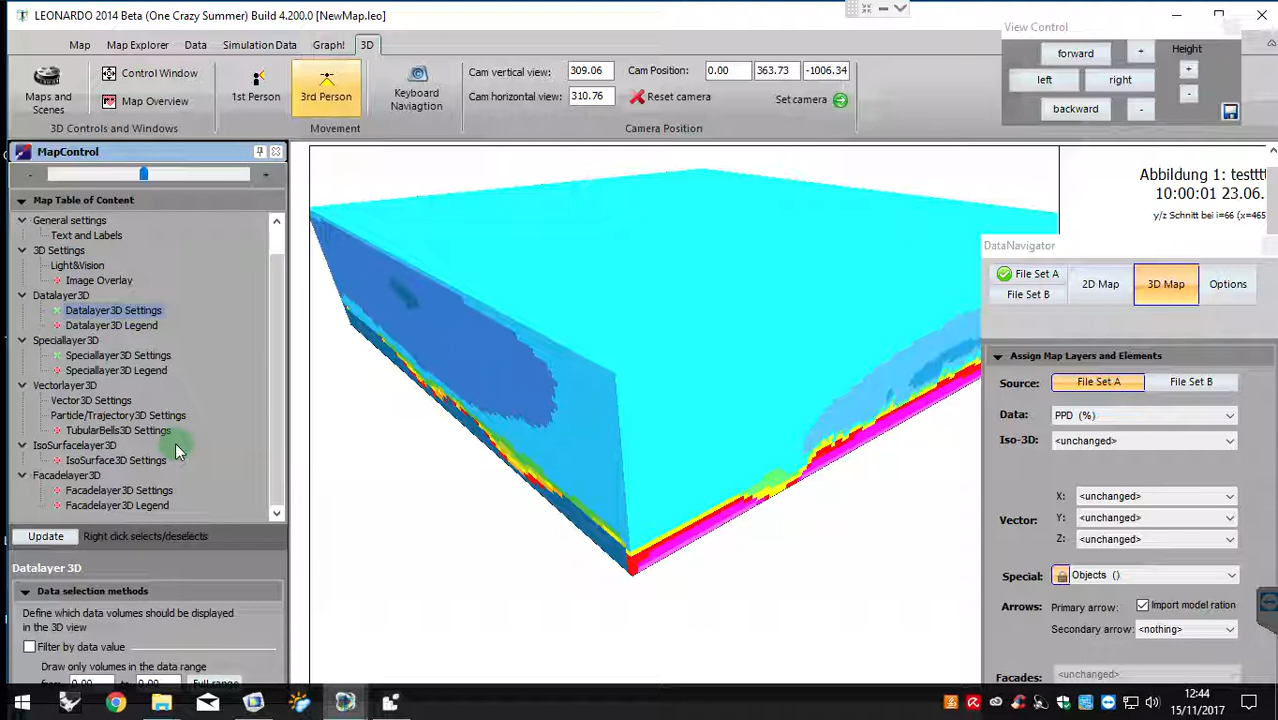 LEONARDO 2014 Beta (One Crazy Summer) Build 4.200.0 [NewMap.leo]
Map
Map Explorer
Data
Simulation Data
Graph!
3D
Maps and Scenes
Control Window
Map Overview
3D Controls and Windows
1st Person
3rd Person
Movement
Keyboard Naviagtion
Cam vertical view: 309.06
Cam Position: 0.00 363.73 -1006.34
Cam horizontal view: 310.76
Reset camera
Set camera
Camera Position
View Control
forward
+
Height
left
right
+
backward
-
-
MapControl
-
+
Map Table of Content
General settings
Text and Labels
3D Settings
Light&Vision
Image Overlay
Datalayer3D
Datalayer3D Settings
Datalayer3D Legend
Speciallayer3D
Speciallayer3D Settings
Speciallayer3D Legend
Vectorlayer3D
Vector3D Settings
Particle/Trajectory3D Settings
TubularBells3D Settings
IsoSurfacelayer3D
IsoSurface3D Settings
Facadelayer3D
Facadelayer3D Settings
Facadelayer3D Legend
Update
Right click selects/deselects
Datalayer 3D
Data selection methods
Define which data volumes should be displayed
in the 3D view
Filter by data value
Draw only volumes in the data range
from: 0.00 to: 0.00 Full range
Abbildung 1: testttt
10:00:01 23.06.
y/z Schnitt bei i=66 (x=465
DataNavigator
File Set A
File Set B
2D Map
3D Map
Options
Assign Map Layers and Elements
Source: File Set A File Set B
Data: PPD (%)
Iso-3D: <unchanged>
X: <unchanged>
Vector: Y: <unchanged>
Z: <unchanged>
Special: Objects ()
Arrows: Primary arrow: Import model ration
Secondary arrow: <nothing>
Facades: <unchanged>
12:44
15/11/2017